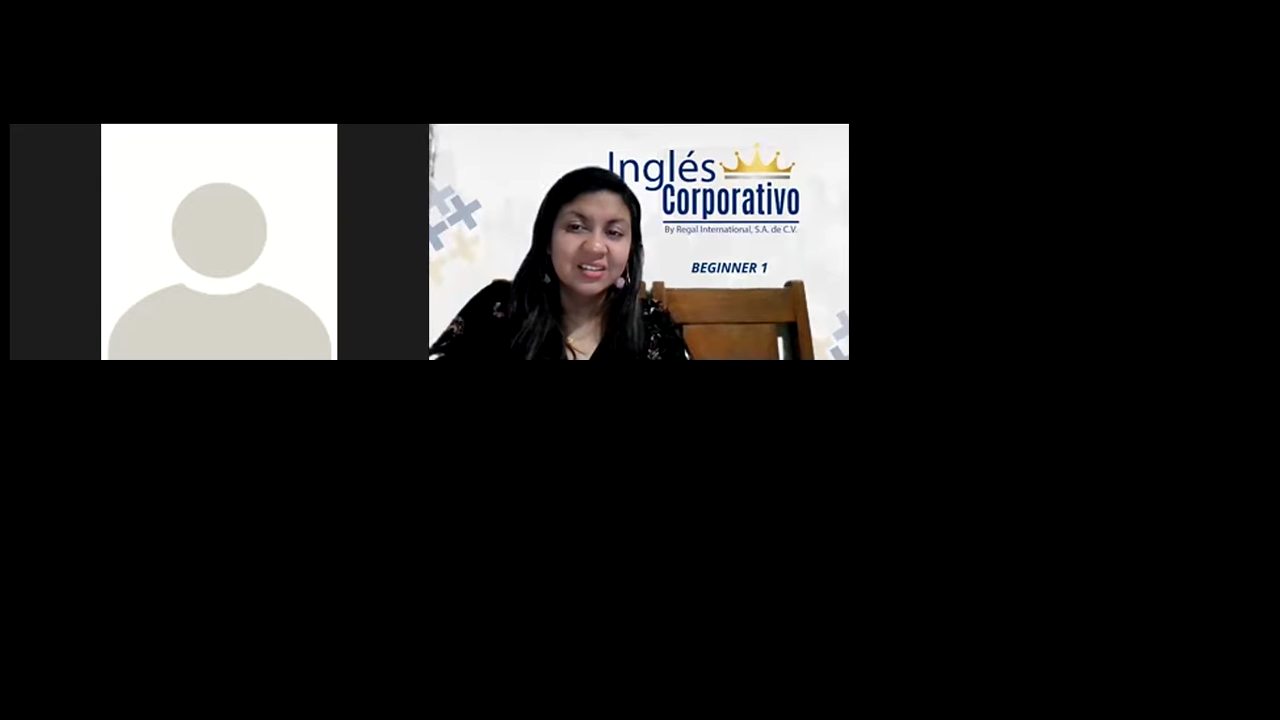 Inglés
Corporativo
By Regal International, S.A. de C.V.
BEGINNER 1